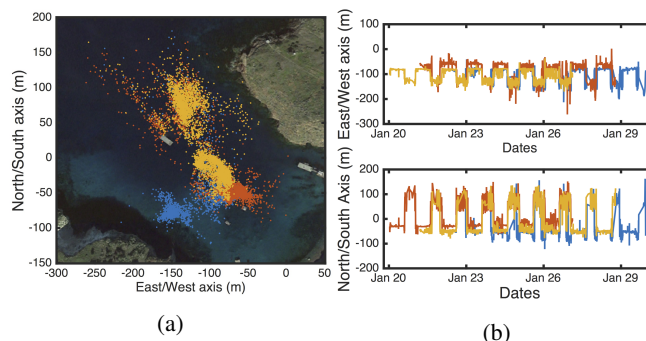 200
150
100
50
0
-50
-100
-150
North/South axis (m)
-300 -250 -200 -150 -100 -50 0 50
East/West axis (m)
(a)
100
0
-100
-200
-300
East/West axis (m)
Jan 20 Jan 23 Jan 26 Jan 29
Dates
200
100
0
-100
-200
North/South Axis (m)
Jan 20 Jan 23 Jan 26 Jan 29
Dates
(b)